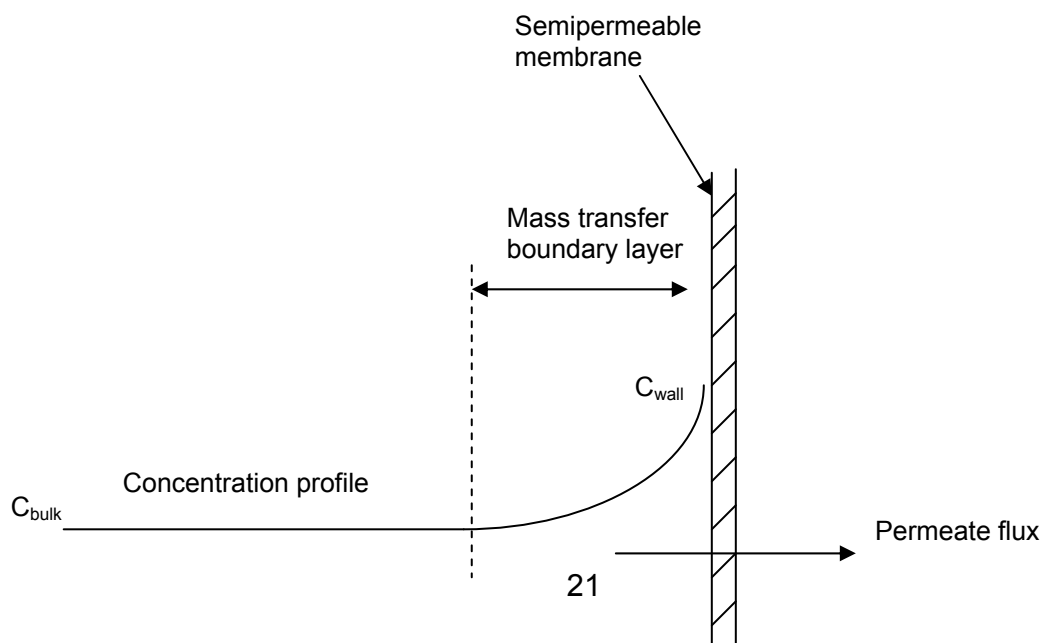 Semipermeable
membrane
Mass transfer
boundary layer
C_wall
Concentration profile
C_bulk
Permeate flux
21